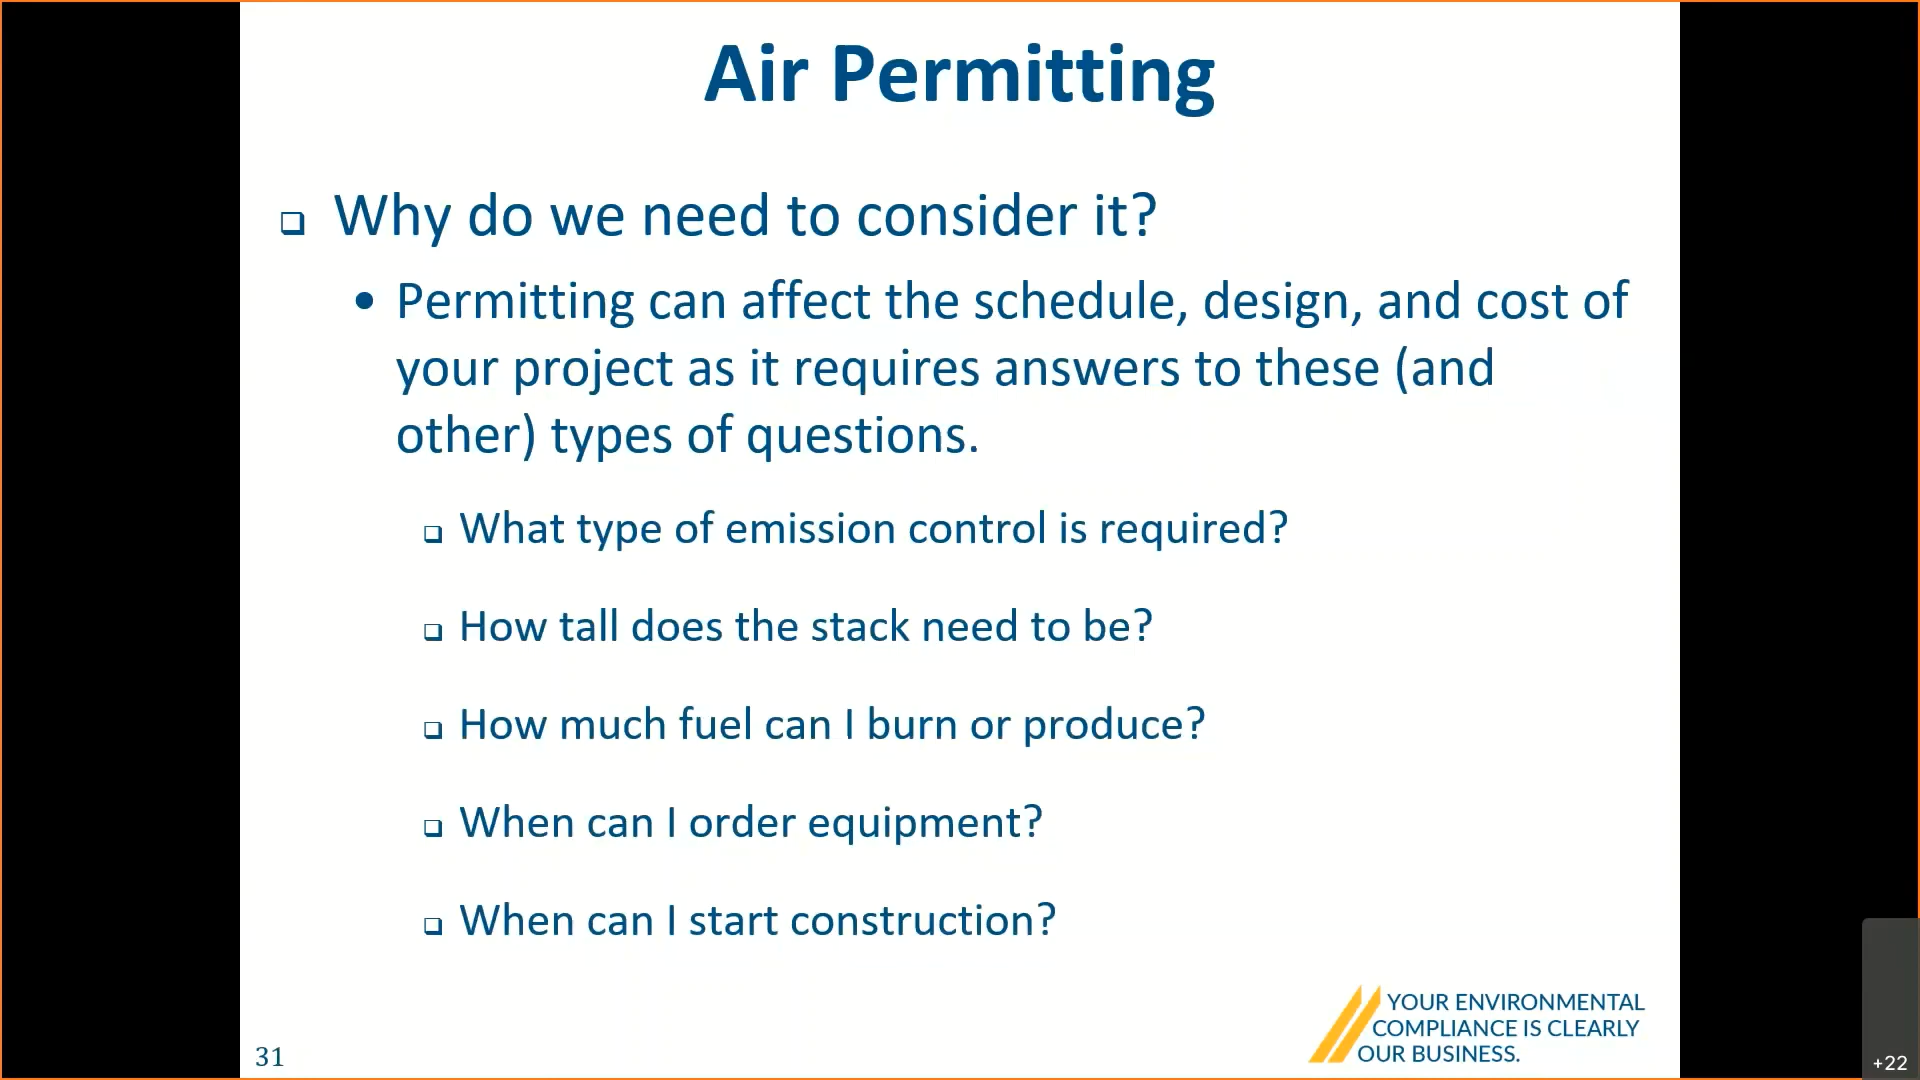 Air Permitting
Why do we need to consider it?
• Permitting can affect the schedule, design, and cost of
your project as it requires answers to these (and
other) types of questions.
What type of emission control is required?
How tall does the stack need to be?
How much fuel can I burn or produce?
When can I order equipment?
When can I start construction?
YOUR ENVIRONMENTAL
COMPLIANCE IS CLEARLY
OUR BUSINESS.
31
+22